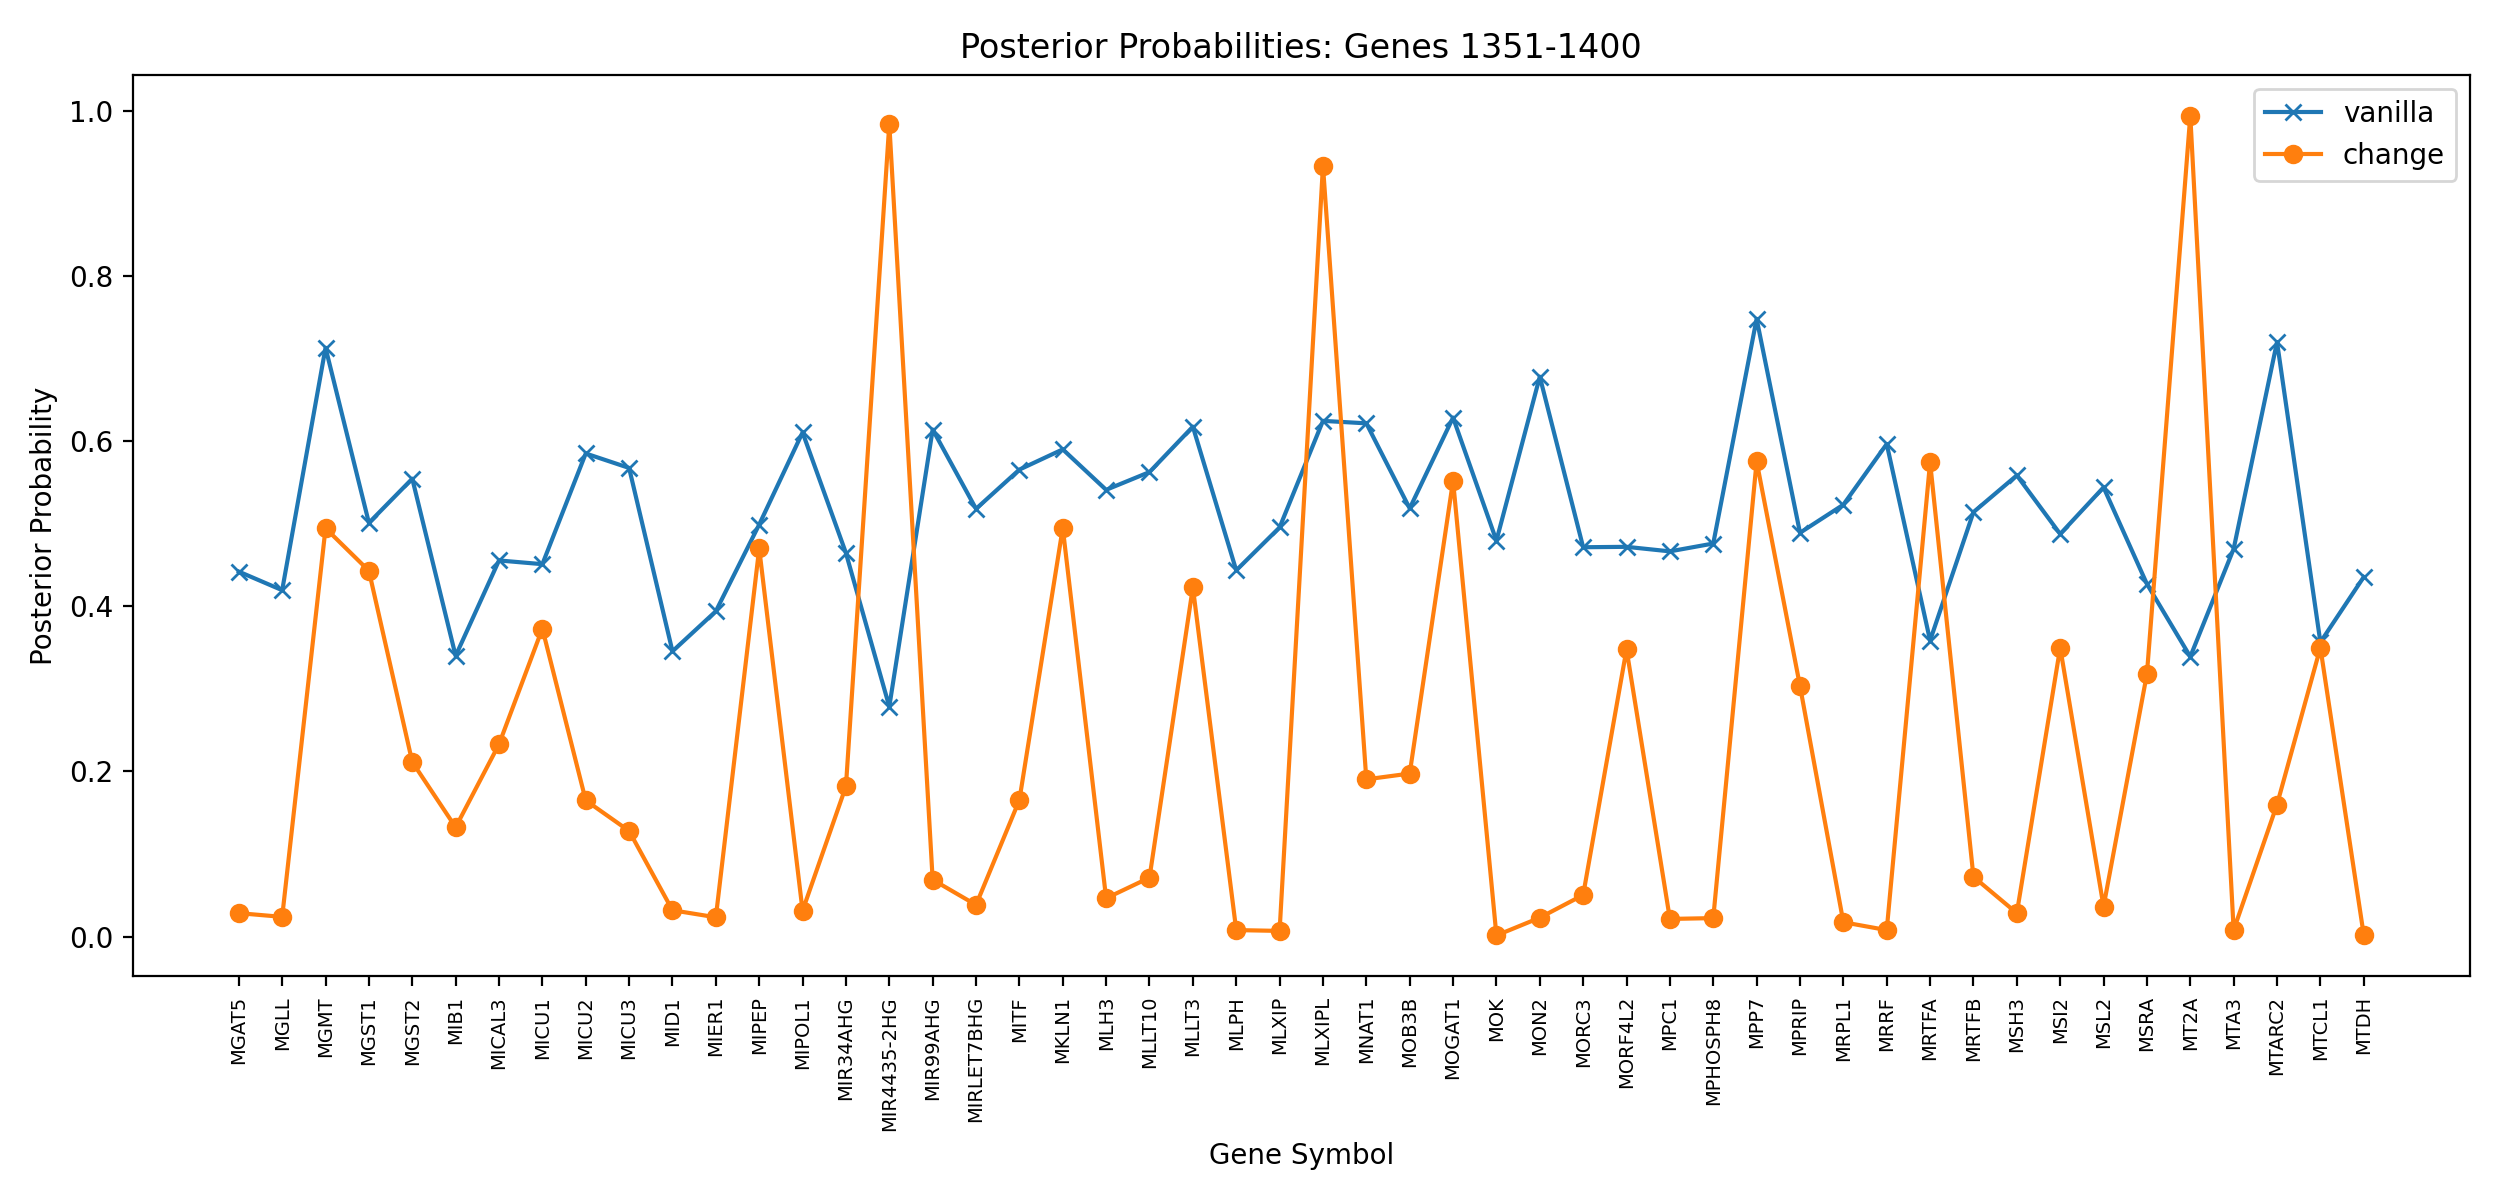 Posterior Probabilities: Genes 1351-1400
vanilla
change
Posterior Probability
1.0
0.8
0.6
0.4
0.2
0.0
MGAT5
MGLL
MGMT
MGST1
MGST2
MIB1
MICAL3
MICU1
MICU2
MICU3
MID1
MIER1
MIPEP
MIPOL1
MIR34AHG
MIR4435-2HG
MIR99AHG
MIRLET7BHG
MITF
MKLN1
MLH3
MLLT10
MLLT3
MLPH
MLXIP
MLXIPL
MNAT1
MOB3B
MOGAT1
MOK
MON2
MORC3
MORF4L2
MPC1
MPHOSPH8
MPP7
MPRIP
MRPL1
MRRF
MRTFA
MRTFB
MSH3
MSI2
MSL2
MSRA
MT2A
MTA3
MTARC2
MTCL1
MTDH
Gene Symbol